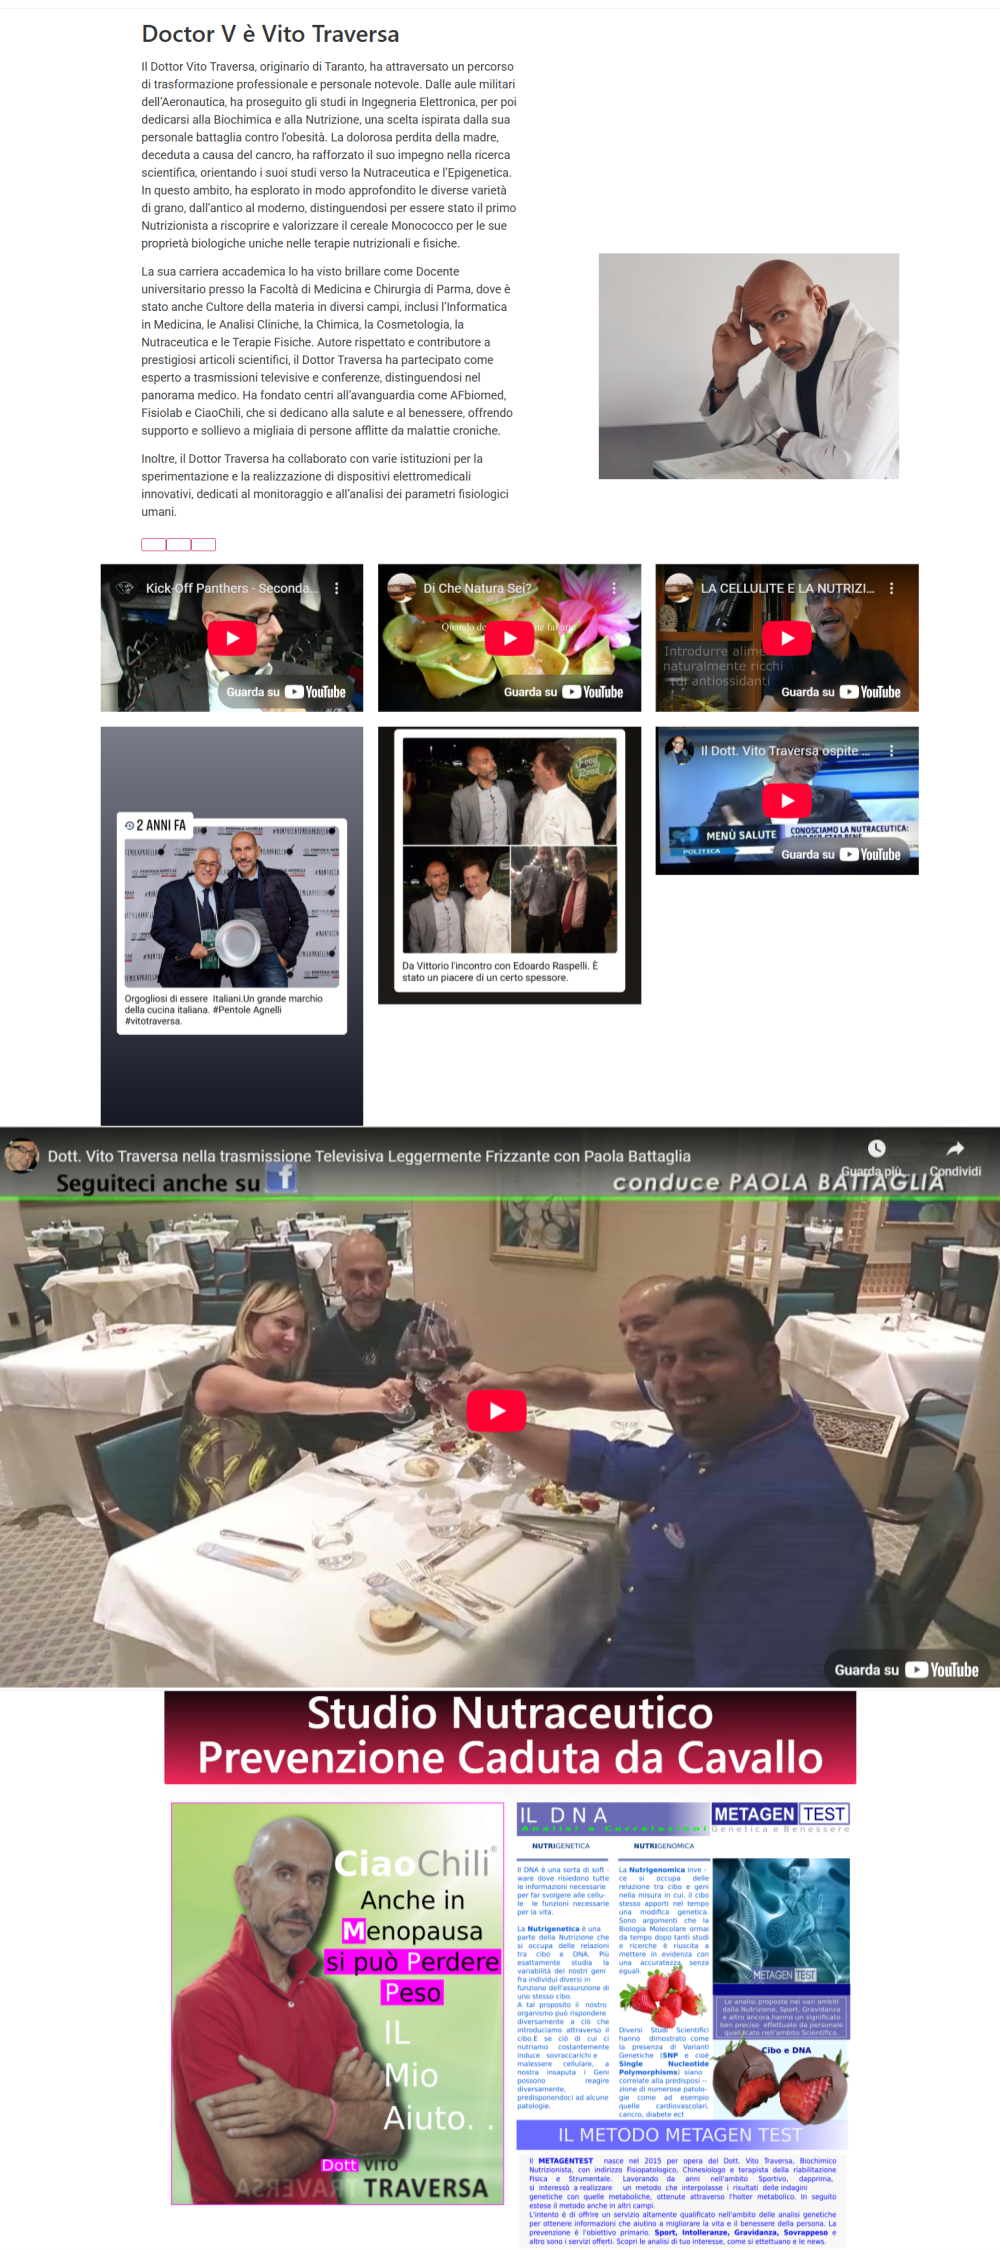 Doctor V è Vito Traversa
Il Dottor Vito Traversa, originario di Taranto, ha attraversato un percorso
di trasformazione professionale e personale notevole. Dalle aule militari
dell'Aeronautica, ha proseguito gli studi in Ingegneria Elettronica, per poi
dedicarsi alla Biochimica e alla Nutrizione, una scelta ispirata dalla sua
personale battaglia contro l'obesità. La dolorosa perdita della madre,
deceduta a causa del cancro, ha rafforzato il suo impegno nella ricerca
scientifica, orientando i suoi studi verso la Nutraceutica e l'Epigenetica.
In questo ambito, ha esplorato in modo approfondito le diverse varietà
di grano, dall'antico al moderno, distinguendosi per essere stato il primo
Nutrizionista a riscoprire e valorizzare il cereale Monococco per le sue
proprietà biologiche uniche nelle terapie nutrizionali e fisiche.
La sua carriera accademica lo ha visto brillare come Docente
universitario presso la Facoltà di Medicina e Chirurgia di Parma, dove è
stato anche Cultore della materia in diversi campi, inclusi l'Informatica
in Medicina, le Analisi Cliniche, la Chimica, la Cosmetologia, la
Nutraceutica e le Terapie Fisiche. Autore rispettato e contributore a
prestigiosi articoli scientifici, il Dottor Traversa ha partecipato come
esperto a trasmissioni televisive e conferenze, distinguendosi nel
panorama medico. Ha fondato centri all'avanguardia come AFbiomed,
Fisiolab e CiaoChili, che si dedicano alla salute e al benessere, offrendo
supporto e sollievo a migliaia di persone afflitte da malattie croniche.
Inoltre, il Dottor Traversa ha collaborato con varie istituzioni per la
sperimentazione e la realizzazione di dispositivi elettromedicali
innovativi, dedicati al monitoraggio e all'analisi dei parametri fisiologici
umani.
Kick-Off Panthers - Seconda...
Guarda su YouTube
Di Che Natura Sei?
Quando de
ne far
Guarda su YouTube
LA CELLULITE E LA NUTRIZI...
Introdurre alime
naturalmente ricchi
di antiossidanti
Guarda su YouTube
2 ANNI FA
PENTOLE AGNELLI
Orgogliosi di essere Italiani.Un grande marchio
della cucina italiana. #Pentole Agnelli
#vitotraversa.
Food
Road
Da Vittorio l'incontro con Edoardo Raspelli. È
stato un piacere di un certo spessore.
Il Dott. Vito Traversa ospite ...
MENÙ SALUTE
CONOSCIAMO LA NUTRACEUTICA:
POLITICA
Guarda su YouTube
Dott. Vito Traversa nella trasmissione Televisiva Leggermente Frizzante con Paola Battaglia
Guarda più...
Condividi
Seguiteci anche su f
conduce PAOLA BATTAGLIA
Guarda su YouTube
Studio Nutraceutico
Prevenzione Caduta da Cavallo
CiaoChili®
Anche in
Menopausa
si può Perdere
Peso
IL
Mio
Aiuto. .
Dott VITO
TRAVERSA
IL DNA
Analisi e Correlazioni
METAGEN TEST
Genetica e Benessere
NUTRIGENETICA
Il DNA è una sorta di soft -
ware dove risiedono tutte
le informazioni necessarie
per far svolgere alle cellu-
le le funzioni necessarie
per la vita.
La Nutrigenetica è una
parte della Nutrizione che
si occupa delle relazioni
tra cibo e DNA. Più
esattamente studia la
variabilità dei nostri geni
fra individui diversi in
funzione dell'assunzione di
uno stesso cibo.
A tal proposito il nostro
organismo può rispondere
diversamente a ciò che
introduciamo attraverso il
cibo.E se ciò di cui ci
nutriamo costantemente
induce sovraccarichi e
malessere cellulare, a
nostra insaputa i Geni
possono reagire
diversamente,
predisponendoci ad alcune
patologie.
NUTRIGENOMICA
La Nutrigenomica inve -
ce si occupa delle
relazione tra cibo e geni
nella misura in cui, il cibo
stesso apporti nel tempo
una modifica genetica.
Sono argomenti che la
Biologia Molecolare ormai
da tempo dopo tanti studi
e ricerche è riuscita a
mettere in evidenza con
una accuratezza senza
eguali.
Diversi Studi Scientifici
hanno dimostrato come
la presenza di Varianti
Genetiche (SNP e cioè
Single Nucleotide
Polymorphisms) siano
correlate alla predisposi --
zione di numerose patolo-
gie come ad esempio
quelle cardiovascolari,
cancro, diabete ect
METAGEN TEST
Le analisi proposte nei vari ambiti
dalla Nutrizione, Sport, Gravidanza
e altro ancora,hanno un significato
ben preciso effettuate da personale
qualificato nell'ambito Scientifico.
Cibo e DNA
IL METODO METAGEN TEST
Il METAGENTEST nasce nel 2015 per opera del Dott. Vito Traversa, Biochimico
Nutrizionista, con indirizzo Fisiopatologico, Chinesiologo e terapista della riabilitazione
Fisica e Strumentale. Lavorando da anni nell'ambito Sportivo, dapprima,
si interessò a realizzare un metodo che interpolasse i risultati delle indagini
genetiche con quelle metaboliche, ottenute attraverso l'holter metabolico. In seguito
estese il metodo anche in altri campi.
L'intento è di offrire un servizio altamente qualificato nell'ambito delle analisi genetiche
per ottenere informazioni che aiutino a migliorare la vita e il benessere della persona. La
prevenzione è l'obiettivo primario. Sport, Intolleranze, Gravidanza, Sovrappeso e
altro sono i servizi offerti. Scopri le analisi di tuo interesse, come si ettettuano e le news.